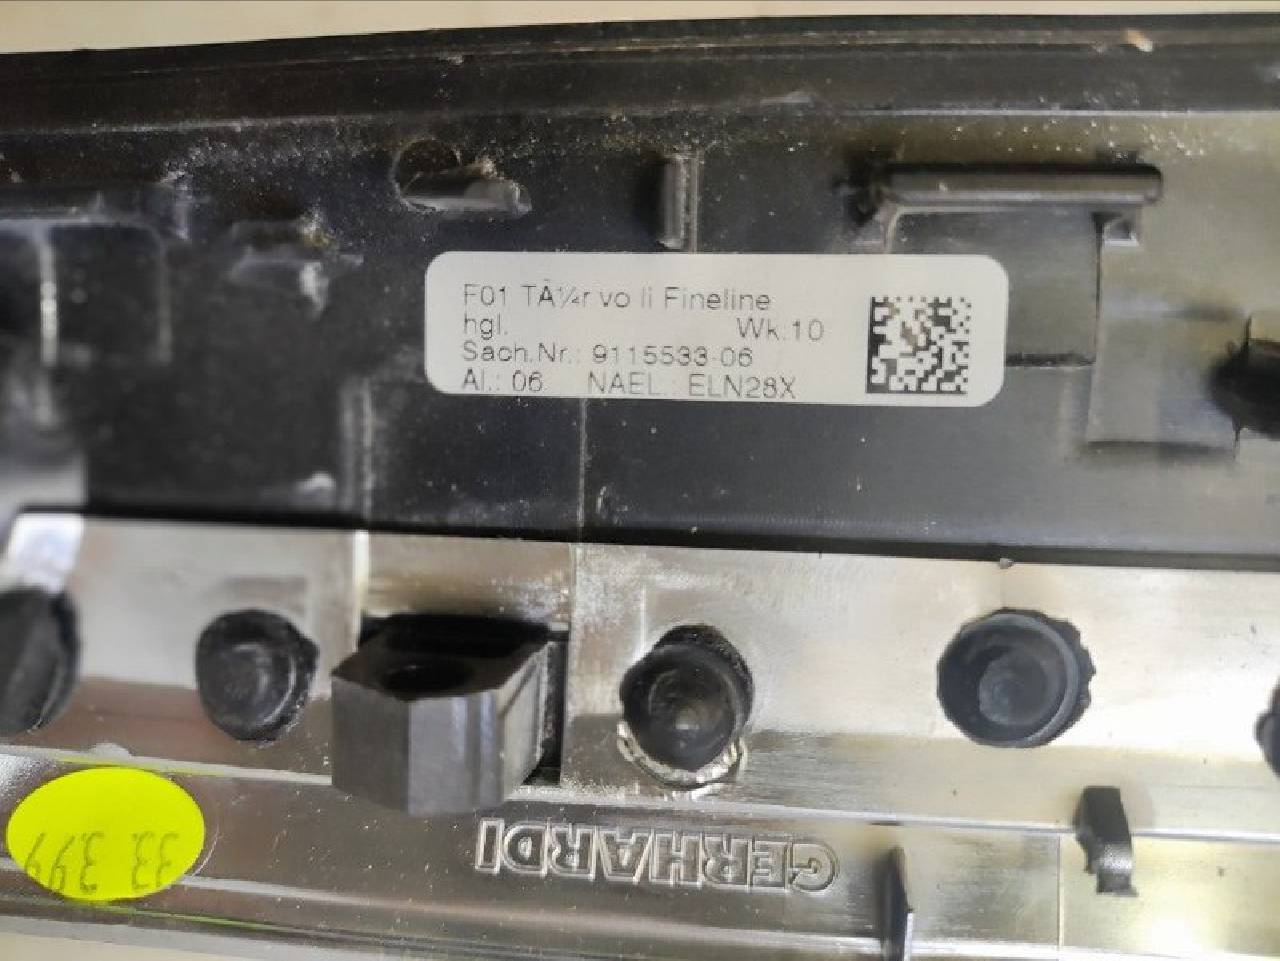 F01 TÃ¼r vo li Fineline
hgl. Wk.10
Sach.Nr.: 9115533-06
Al.: 06 NAEL.: ELN28X
GERHARDI
33 399